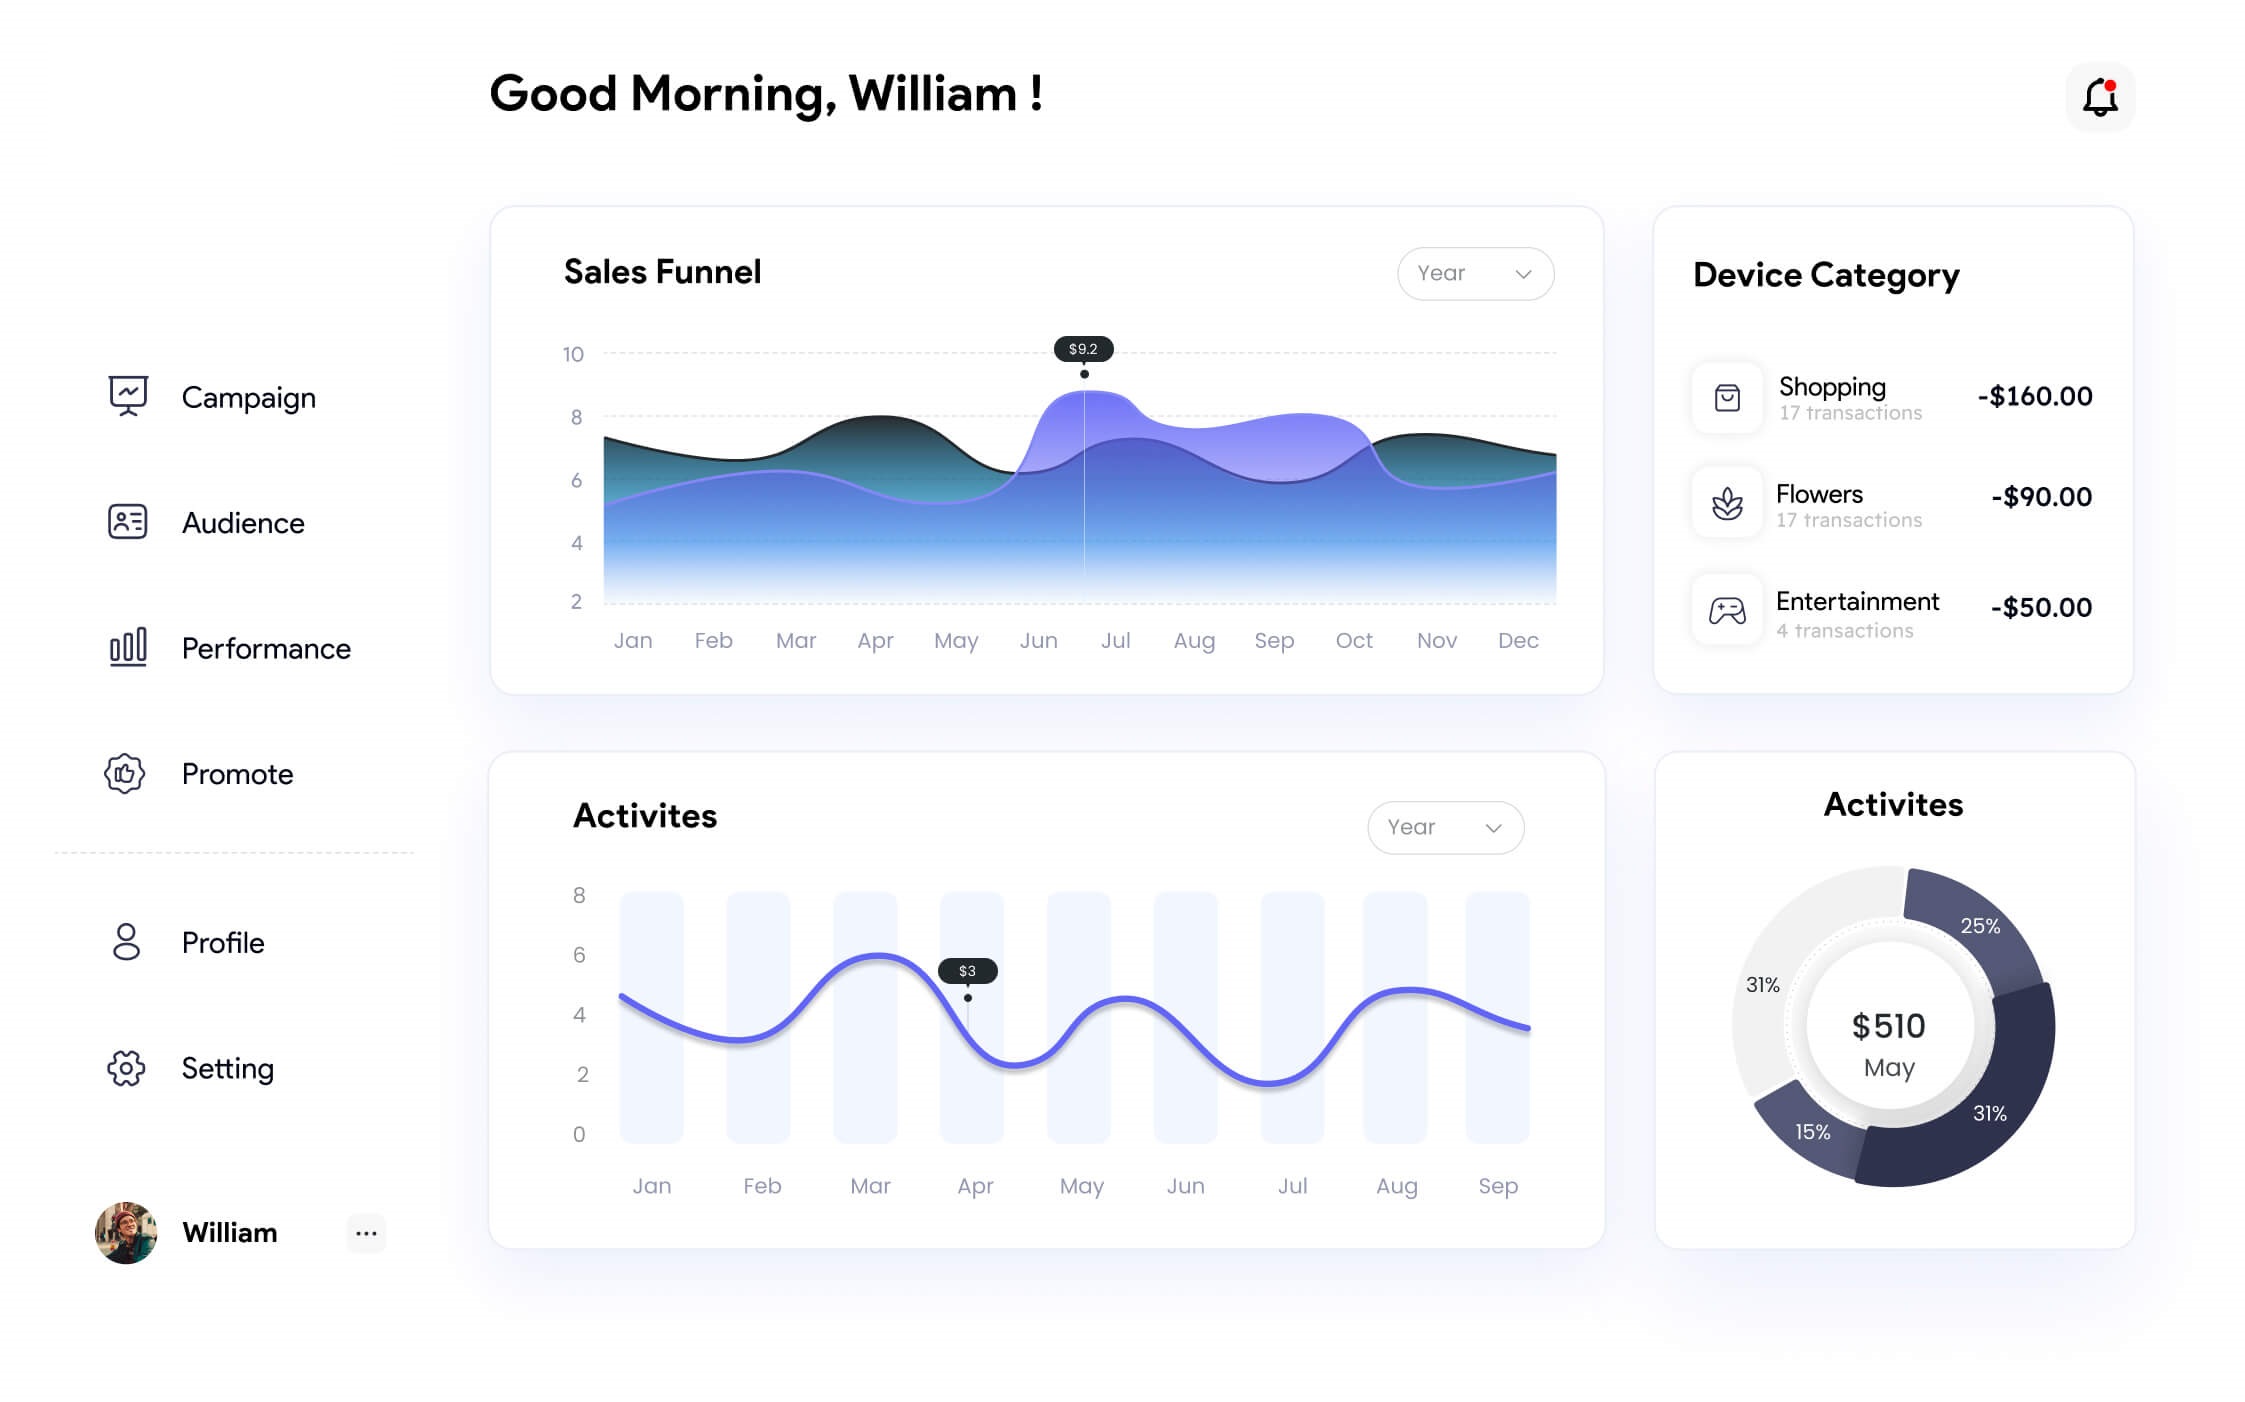 Good Morning, William !
Campaign
Audience
Performance
Promote
Profile
Setting
William
Sales Funnel
Year
$9.2
10
8
6
4
2
Jan Feb Mar Apr May Jun Jul Aug Sep Oct Nov Dec
Device Category
Shopping
17 transactions
-$160.00
Flowers
17 transactions
-$90.00
Entertainment
4 transactions
-$50.00
Activites
Year
8
6
4
2
0
$3
Jan Feb Mar Apr May Jun Jul Aug Sep
Activites
25%
31%
$510
May
31%
15%